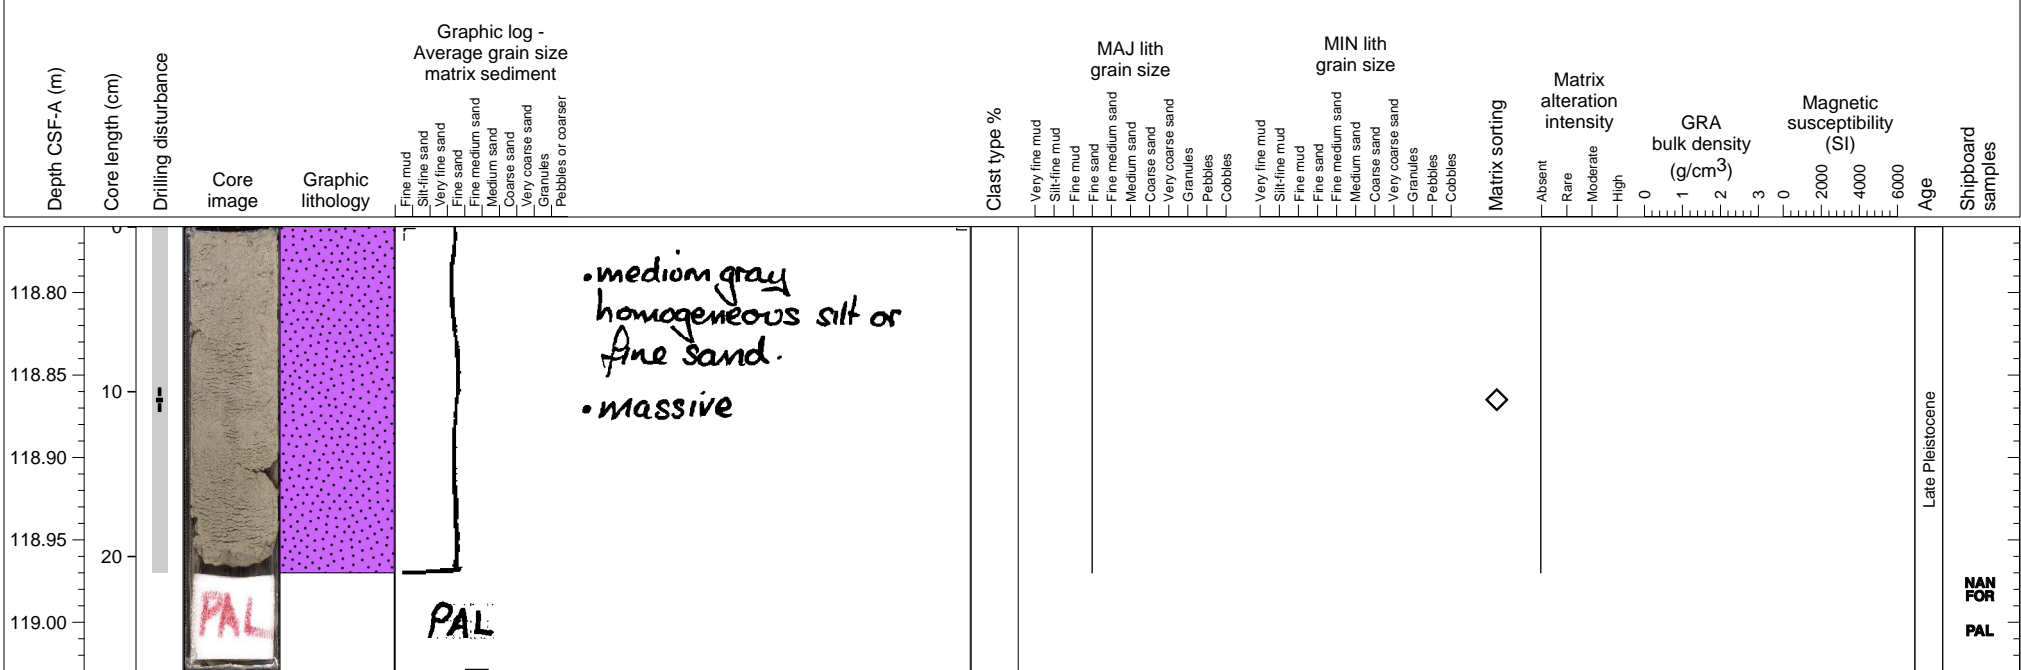 Depth CSF-A (m)
Core length (cm)
Drilling disturbance
Core
image
Graphic
lithology
Graphic log -
Average grain size
matrix sediment
Fine mud
Silt-fine sand
Very fine sand
Fine sand
Fine medium sand
Medium sand
Coarse sand
Very coarse sand
Granules
Pebbles or coarser
Clast type %
MAJ lith
grain size
Very fine mud
Silt-fine mud
Fine mud
Fine sand
Fine medium sand
Medium sand
Coarse sand
Very coarse sand
Granules
Pebbles
Cobbles
MIN lith
grain size
Very fine mud
Silt-fine mud
Fine mud
Fine sand
Fine medium sand
Medium sand
Coarse sand
Very coarse sand
Granules
Pebbles
Cobbles
Matrix sorting
Matrix
alteration
intensity
Absent
Rare
Moderate
High
GRA
bulk density
(g/cm3)
0
1
2
3
Magnetic
susceptibility
(SI)
0
2000
4000
6000
Age
Shipboard
samples
118.80
118.85
118.90
118.95
119.00
0
10
20
PAL
• medium gray
homogeneous silt or
fine sand.
• massive
PAL
Late Pleistocene
NAN
FOR
PAL